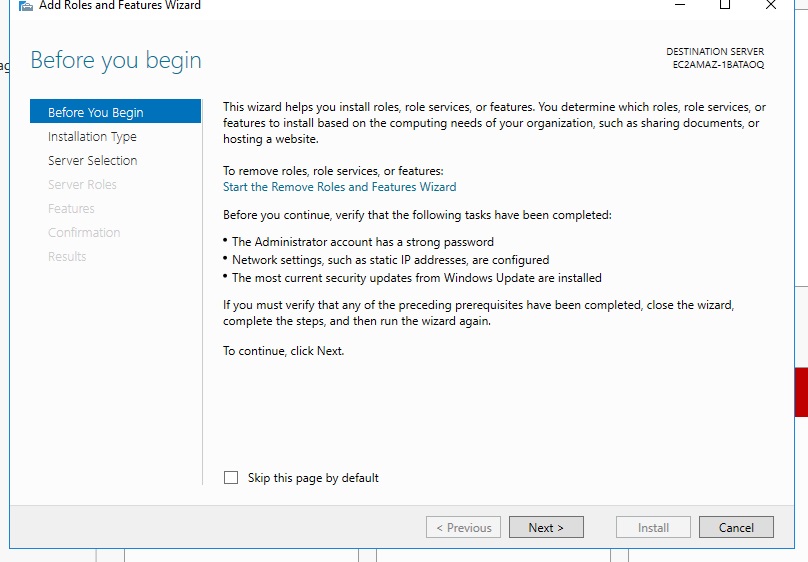 Add Roles and Features Wizard
Before you begin
DESTINATION SERVER
EC2AMAZ-1BATAOQ
Before You Begin
Installation Type
Server Selection
Server Roles
Features
Confirmation
Results
This wizard helps you install roles, role services, or features. You determine which roles, role services, or
features to install based on the computing needs of your organization, such as sharing documents, or
hosting a website.
To remove roles, role services, or features:
Start the Remove Roles and Features Wizard
Before you continue, verify that the following tasks have been completed:
• The Administrator account has a strong password
• Network settings, such as static IP addresses, are configured
• The most current security updates from Windows Update are installed
If you must verify that any of the preceding prerequisites have been completed, close the wizard,
complete the steps, and then run the wizard again.
To continue, click Next.
Skip this page by default
< Previous
Next >
Install
Cancel